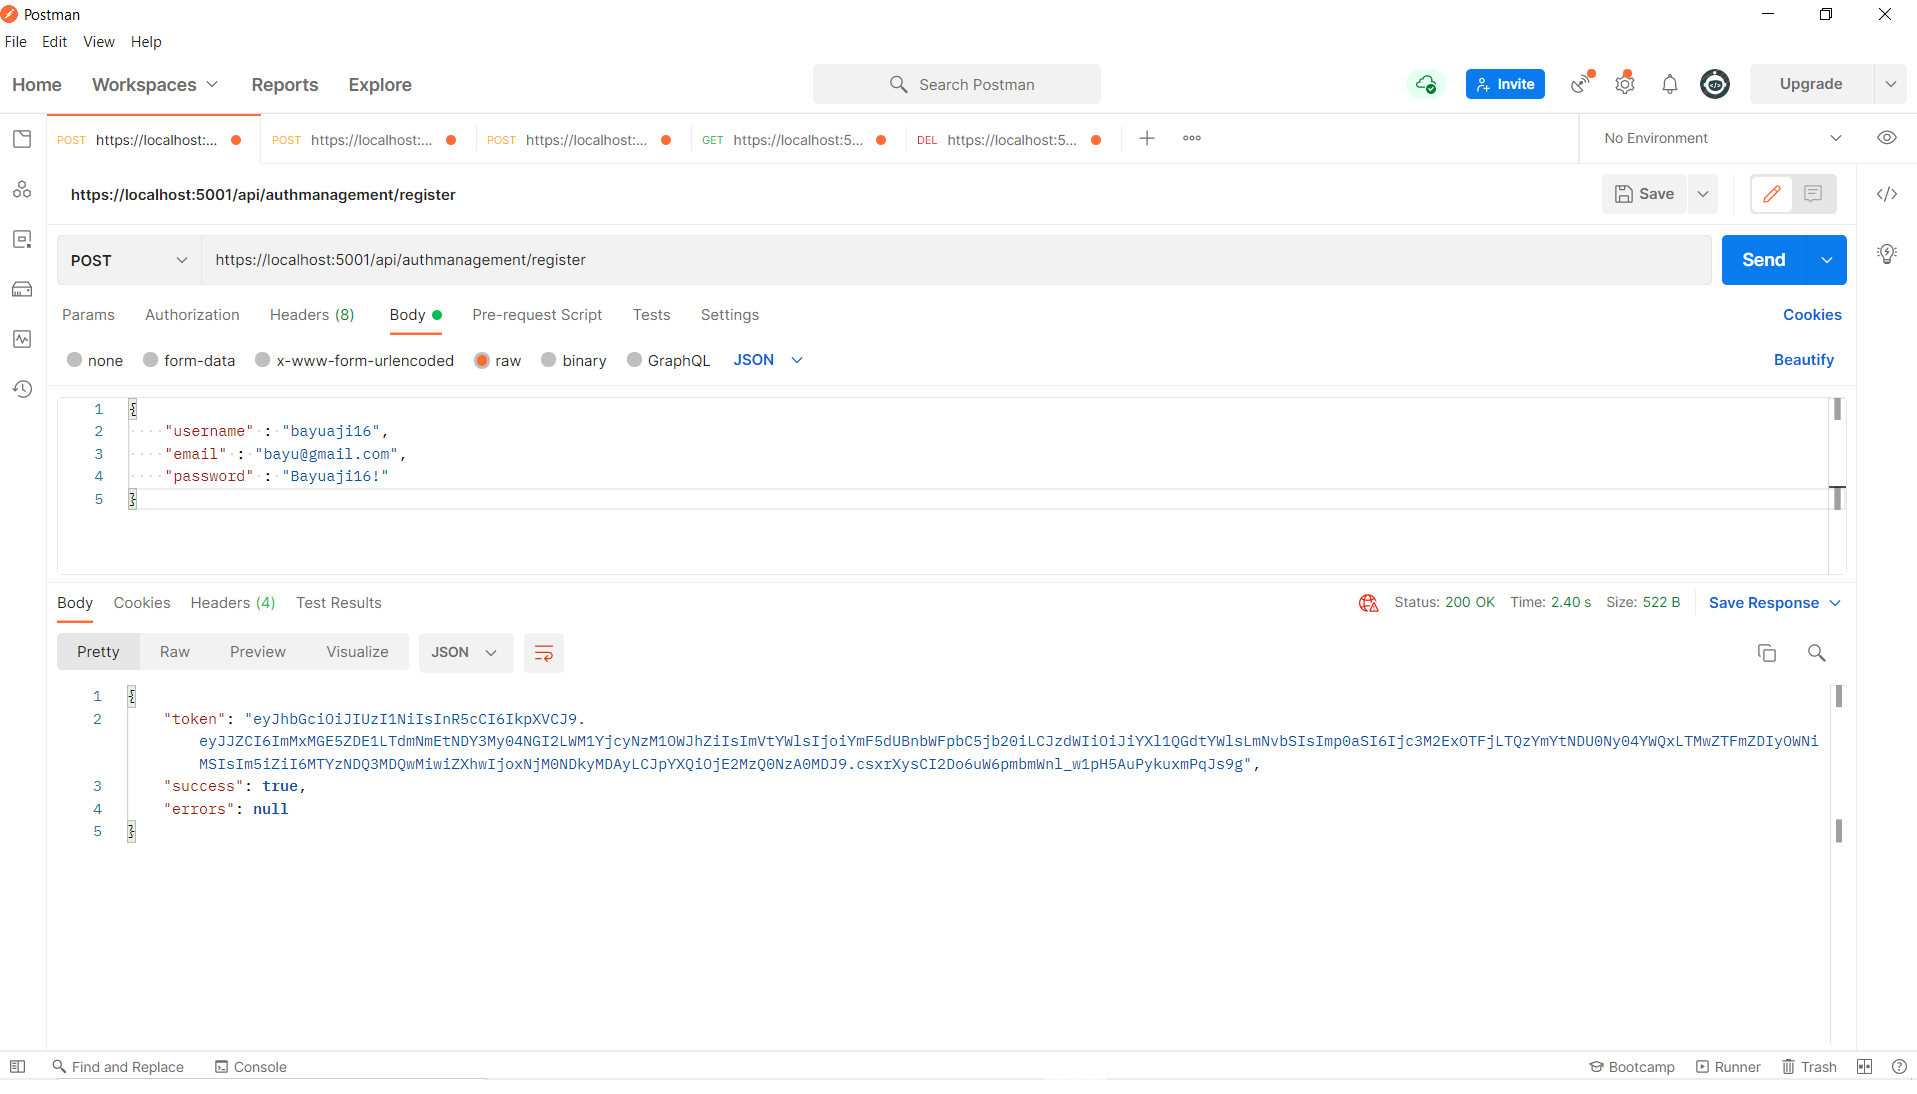 Postman
File Edit View Help
Home Workspaces Reports Explore Search Postman Invite Upgrade
POST https://localhost:... POST https://localhost:... POST https://localhost:... GET https://localhost:5... DEL https://localhost:5... No Environment
https://localhost:5001/api/authmanagement/register Save
POST https://localhost:5001/api/authmanagement/register Send
Params Authorization Headers (8) Body Pre-request Script Tests Settings Cookies
none form-data x-www-form-urlencoded raw binary GraphQL JSON Beautify
1 {
2 "username" : "bayuaji16",
3 "email" : "bayu@gmail.com",
4 "password" : "Bayuaji16!"
5 }
Body Cookies Headers (4) Test Results Status: 200 OK Time: 2.40 s Size: 522 B Save Response
Pretty Raw Preview Visualize JSON
1 {
2 "token": "eyJhbGciOiJIUzI1NiIsInR5cCI6IkpXVCJ9.
eyJJZCI6ImMxMGE5ZDE1LTdmNmEtNDY3My04NGI2LWM1YjcyNzM1OWJhZiIsImVtYWlsIjoiYmF5dUBnbWFpbC5jb20iLCJzdWIiOiJiYXl1QGdtYWlsLmNvbSIsImp0aSI6Ijc3M2ExOTFjLTQzYmYtNDU0Ny04YWQxLTMwZTFmZDIyOWNi
MSIsIm5iZiI6MTYzNDQ3MDQwMiwiZXhwIjoxNjM0NDkyMDAyLCJpYXQiOjE2MzQ0NzA0MDJ9.csxrXysCI2Do6uW6pmbmWnl_w1pH5AuPykuxmPqJs9g",
3 "success": true,
4 "errors": null
5 }
Find and Replace Console Bootcamp Runner Trash